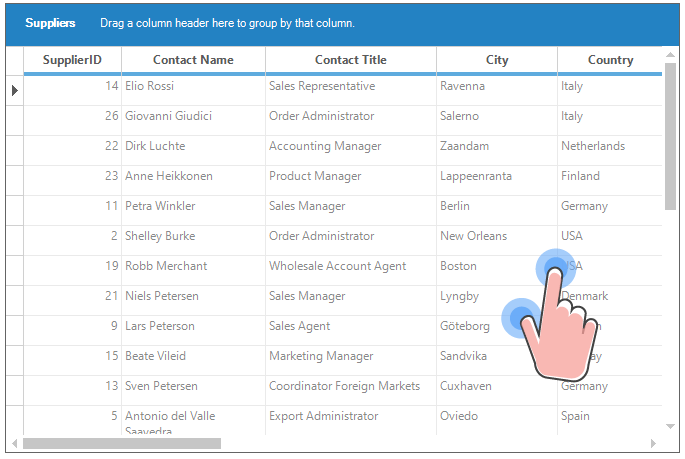 Suppliers Drag a column header here to group by that column.
SupplierID Contact Name Contact Title City Country
14 Elio Rossi Sales Representative Ravenna Italy
26 Giovanni Giudici Order Administrator Salerno Italy
22 Dirk Luchte Accounting Manager Zaandam Netherlands
23 Anne Heikkonen Product Manager Lappeenranta Finland
11 Petra Winkler Sales Manager Berlin Germany
2 Shelley Burke Order Administrator New Orleans USA
19 Robb Merchant Wholesale Account Agent Boston USA
21 Niels Petersen Sales Manager Lyngby Denmark
9 Lars Peterson Sales Agent Göteborg
15 Beate Vileid Marketing Manager Sandvika
13 Sven Petersen Coordinator Foreign Markets Cuxhaven Germany
5 Antonio del Valle Export Administrator Oviedo Spain
Saavedra